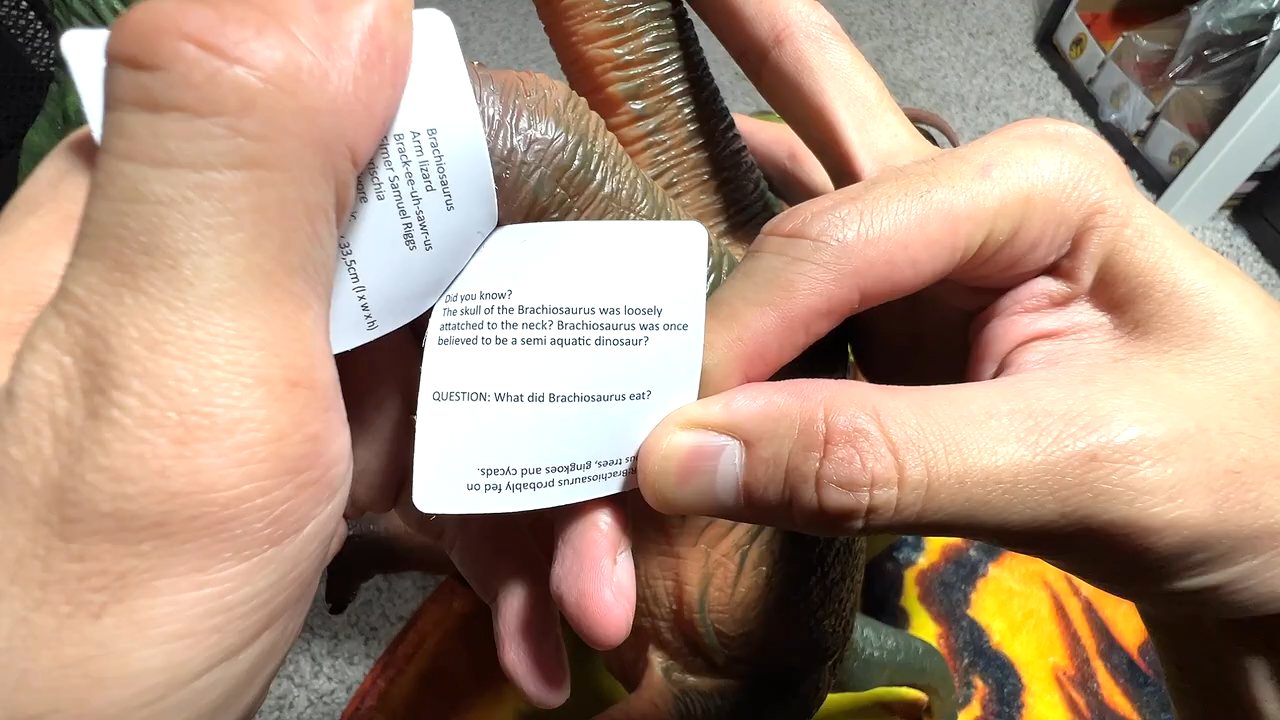 Brachiosaurus
Arm lizard
Brack-ee-uh-sawr-us
Elmer Samuel Riggs
33,5cm (l x w x h)
Did you know?
The skull of the Brachiosaurus was loosely
attatched to the neck? Brachiosaurus was once
believed to be a semi aquatic dinosaur?
QUESTION: What did Brachiosaurus eat?
Brachiosaurus probably fed on
trees, gingkoes and cycads.